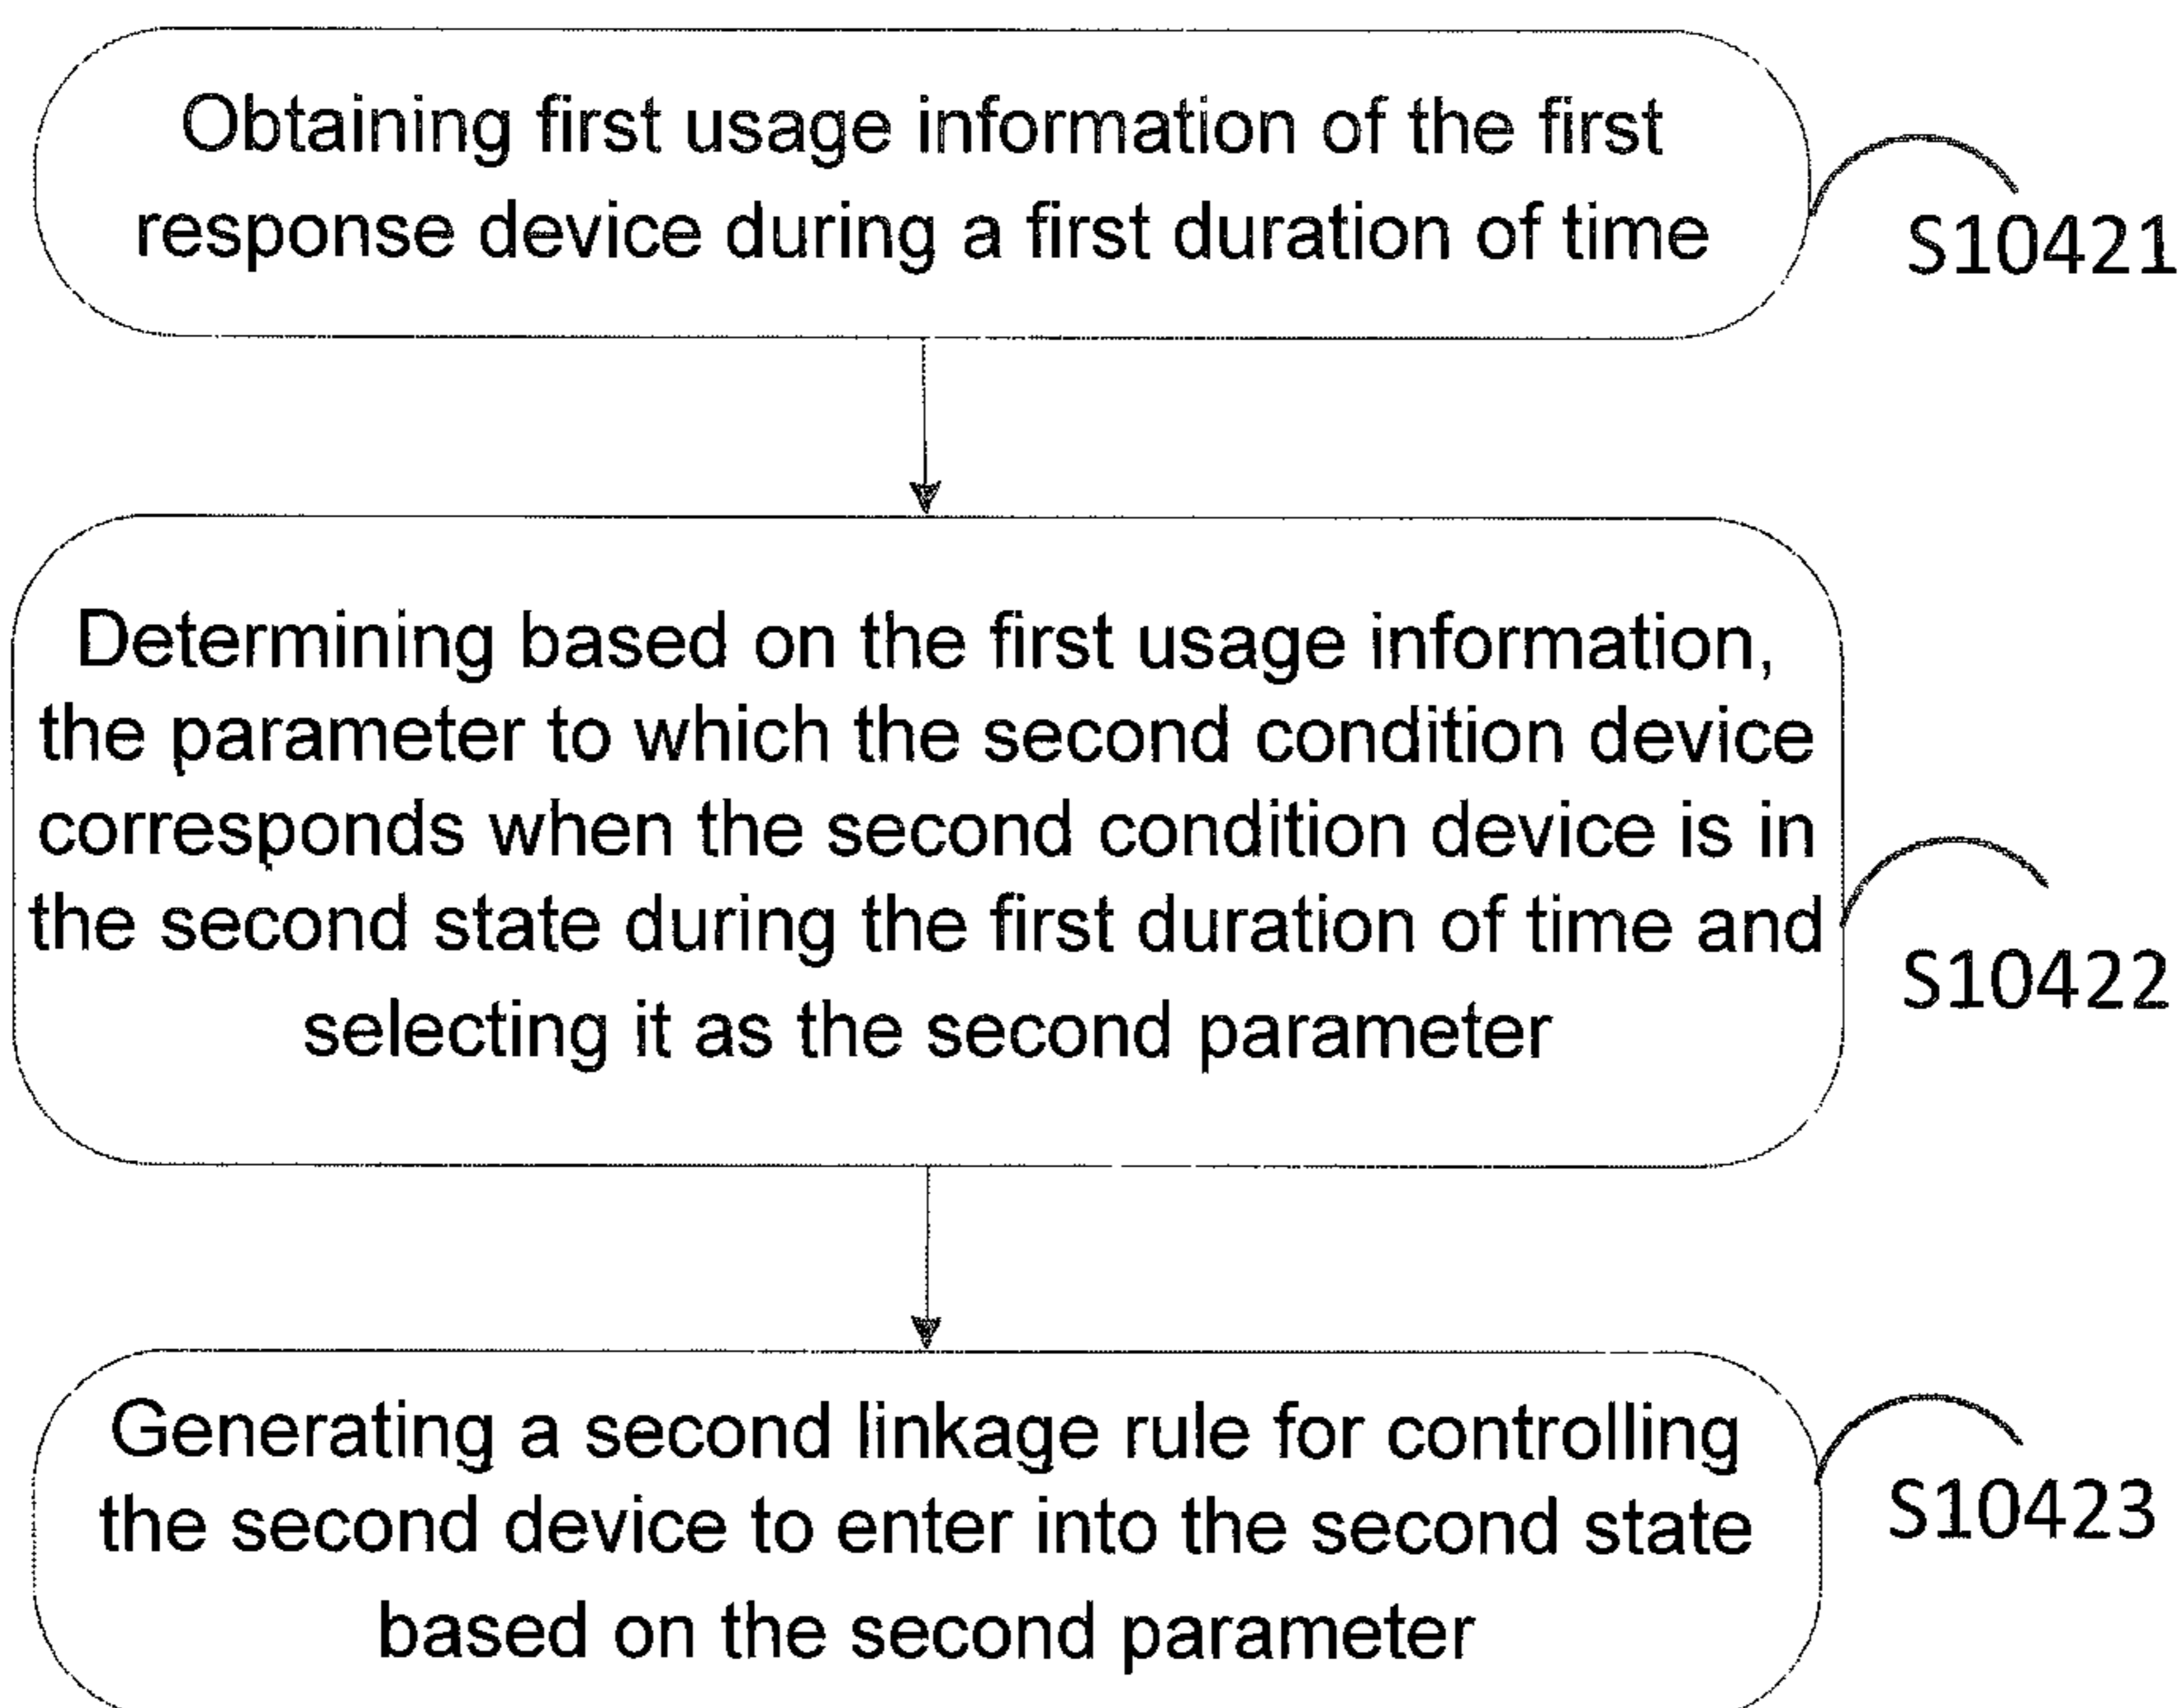 Obtaining first usage information of the first
response device during a first duration of time
S10421
Determining based on the first usage information,
the parameter to which the second condition device
corresponds when the second condition device is in
the second state during the first duration of time and
selecting it as the second parameter
S10422
Generating a second linkage rule for controlling
the second device to enter into the second state
based on the second parameter
S10423